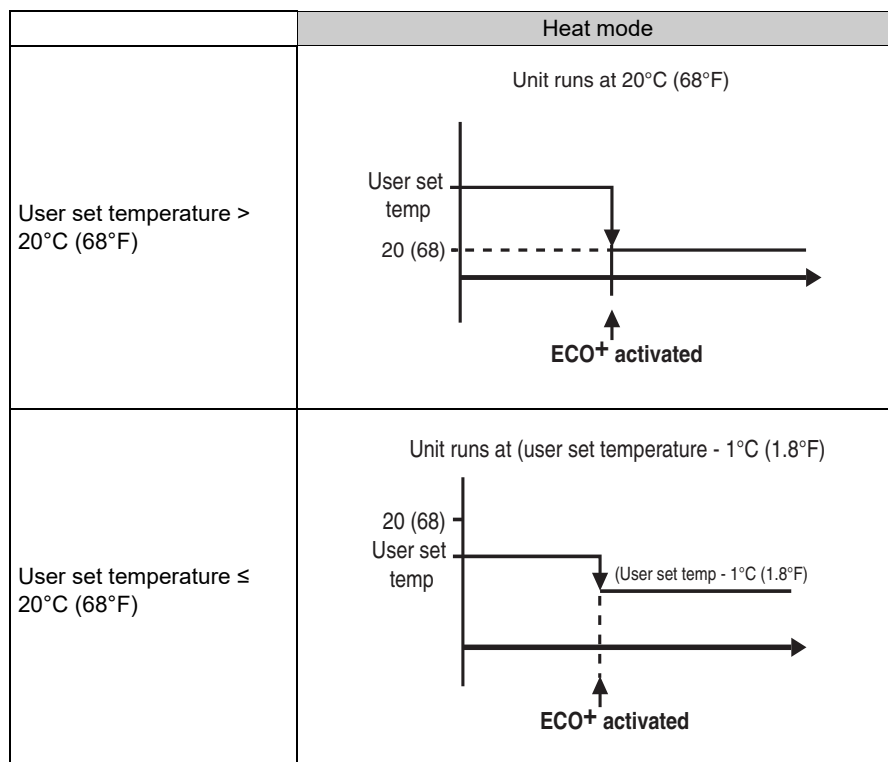 Heat mode
User set temperature >
20°C (68°F)
Unit runs at 20°C (68°F)
User set
temp
20 (68)
ECO+ activated
User set temperature ≤
20°C (68°F)
Unit runs at (user set temperature - 1°C (1.8°F)
20 (68)
User set
temp
(User set temp - 1°C (1.8°F)
ECO+ activated